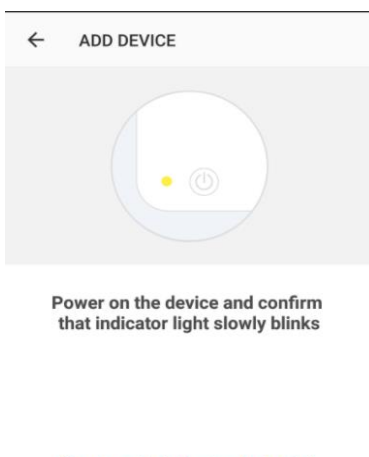 ADD DEVICE
Power on the device and confirm
that indicator light slowly blinks